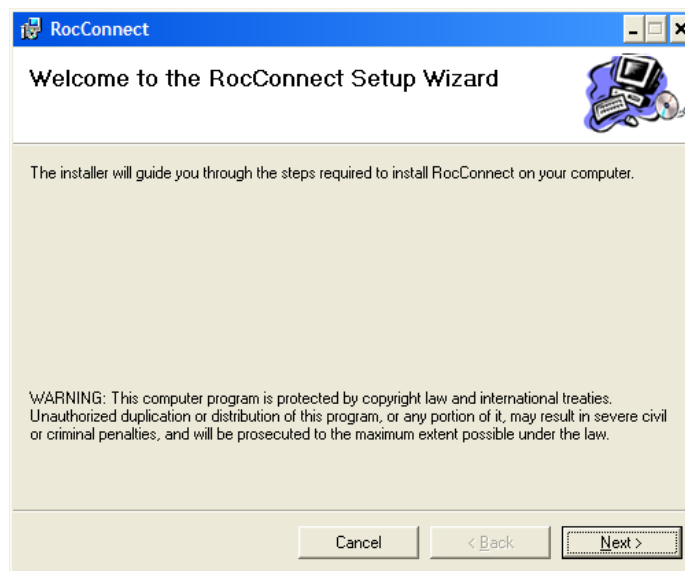 RocConnect
Welcome to the RocConnect Setup Wizard
The installer will guide you through the steps required to install RocConnect on your computer.
WARNING: This computer program is protected by copyright law and international treaties.
Unauthorized duplication or distribution of this program, or any portion of it, may result in severe civil
or criminal penalties, and will be prosecuted to the maximum extent possible under the law.
Cancel
< Back
Next >